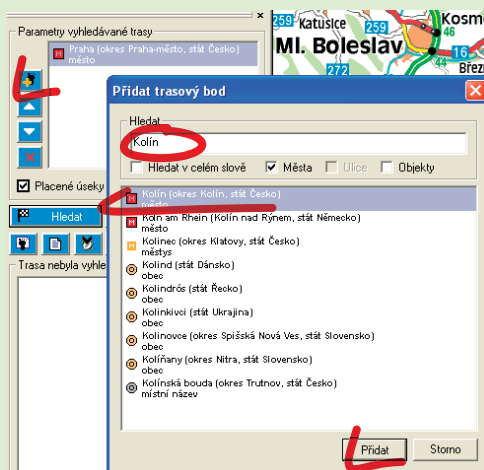 Parametry vyhledávané trasy
Praha (okres Praha-město, stát Česko)
město
Placené úseky
Hledat
Trasa nebyla vyhle
259
Katusice
259
Kosm
46
Ml. Boleslav
16
44
272
Březn
Přidat trasový bod
Hledat
Kolín
Hledat v celém slově
Města
Ulice
Objekty
Kolín (okres Kolín, stát Česko)
město
Köln am Rhein (Kolín nad Rýnem, stát Německo)
město
Kolinec (okres Klatovy, stát Česko)
městys
Kolind (stát Dánsko)
obec
Kolindrós (stát Řecko)
obec
Kolinkivci (stát Ukrajina)
obec
Kolinovce (okres Spišská Nová Ves, stát Slovensko)
obec
Kolíňany (okres Nitra, stát Slovensko)
obec
Kolínská bouda (okres Trutnov, stát Česko)
místní název
Přidat
Storno